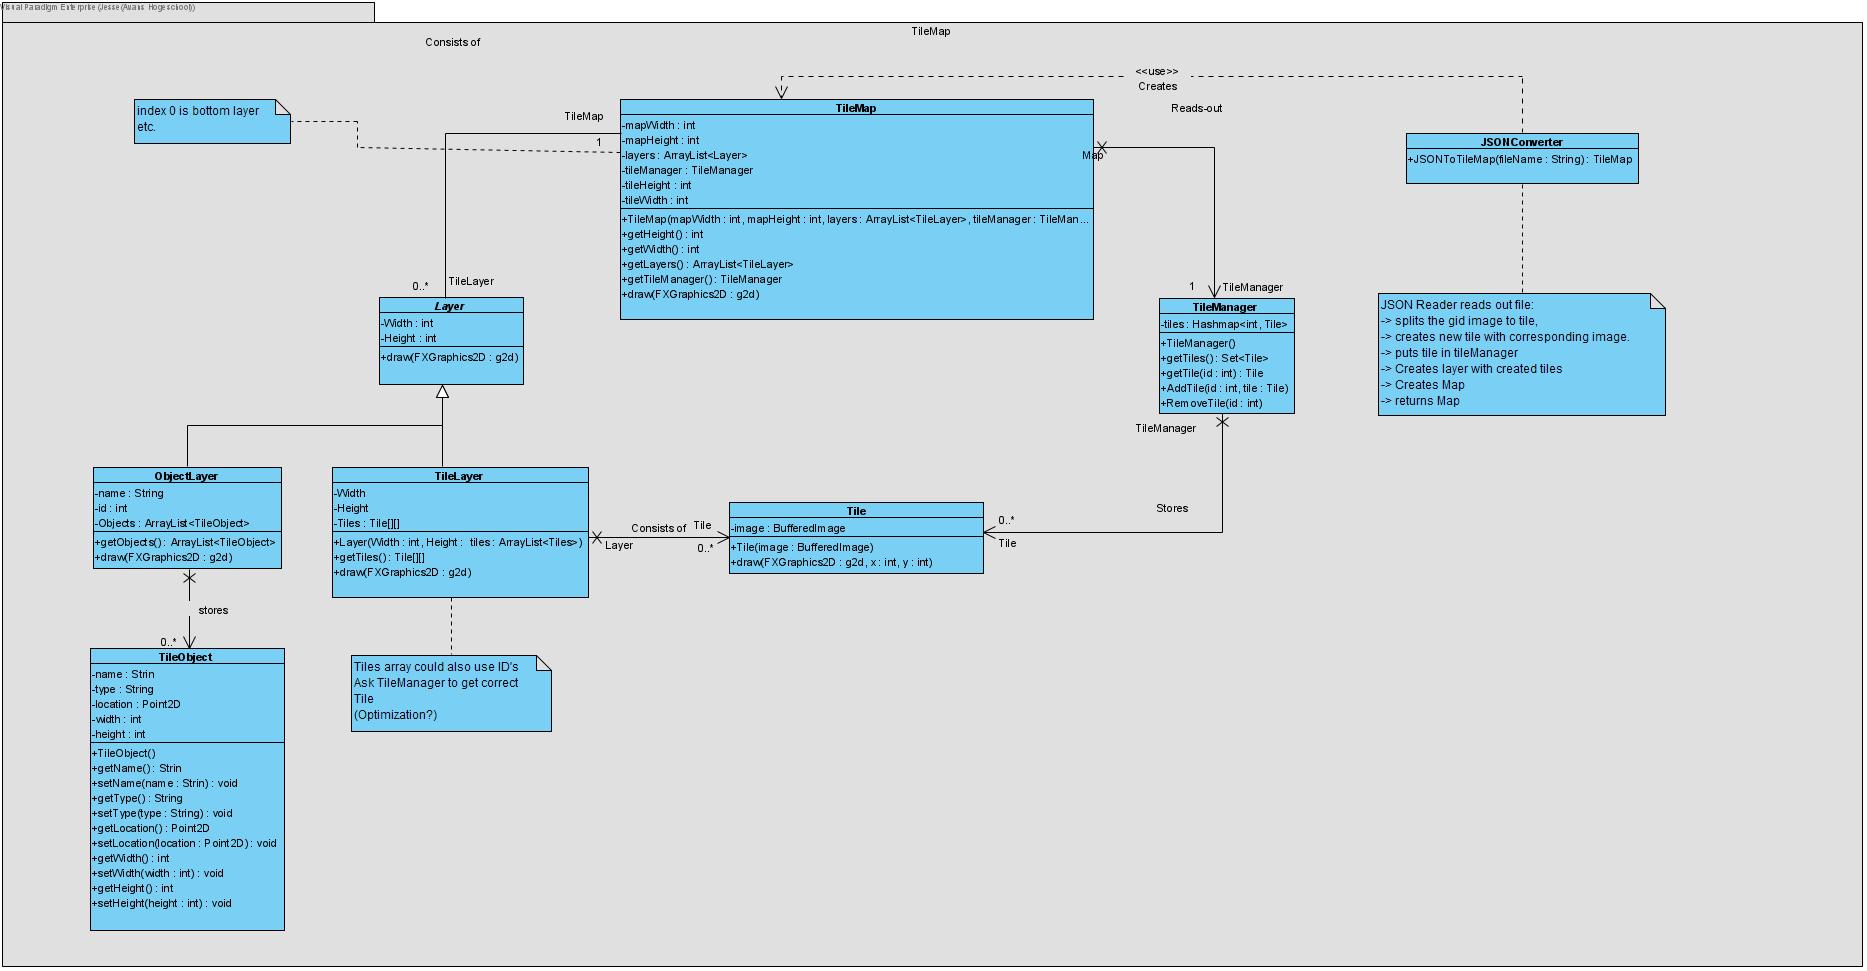 Visual Paradigm Enterprise (Jesse (Avans Hogeschool))
TileMap
Consists of
<<use>>
Creates
Reads-out
index 0 is bottom layer
etc.
TileMap
1
TileMap
-mapWidth : int
-mapHeight : int
-layers : ArrayList<Layer>
-tileManager : TileManager
-tileHeight : int
-tileWidth : int
+TileMap(mapWidth : int, mapHeight : int, layers : ArrayList<TileLayer>, tileManager : TileMan...
+getHeight() : int
+getWidth() : int
+getLayers() : ArrayList<TileLayer>
+getTileManager() : TileManager
+draw(FXGraphics2D : g2d)
Map
JSONConverter
+JSONToTileMap(fileName : String) : TileMap
0..*
TileLayer
Layer
-Width : int
-Height : int
+draw(FXGraphics2D : g2d)
1
TileManager
TileManager
-tiles : Hashmap<int, Tile>
+TileManager()
+getTiles() : Set<Tile>
+getTile(id : int) : Tile
+AddTile(id : int, tile : Tile)
+RemoveTile(id : int)
TileManager
JSON Reader reads out file:
-> splits the gid image to tile,
-> creates new tile with corresponding image.
-> puts tile in tileManager
-> Creates layer with created tiles
-> Creates Map
-> returns Map
ObjectLayer
-name : String
-id : int
-Objects : ArrayList<TileObject>
+getObjects() : ArrayList<TileObject>
+draw(FXGraphics2D : g2d)
TileLayer
-Width
-Height
-Tiles : Tile[][]
+Layer(Width : int, Height : tiles : ArrayList<Tiles>)
+getTiles() : Tile[][]
+draw(FXGraphics2D : g2d)
Consists of
Tile
Layer
0..*
Tile
-image : BufferedImage
+Tile(image : BufferedImage)
+draw(FXGraphics2D : g2d, x : int, y : int)
Stores
0..*
Tile
stores
0..*
TileObject
-name : Strin
-type : String
-location : Point2D
-width : int
-height : int
+TileObject()
+getName() : Strin
+setName(name : Strin) : void
+getType() : String
+setType(type : String) : void
+getLocation() : Point2D
+setLocation(location : Point2D) : void
+getWidth() : int
+setWidth(width : int) : void
+getHeight() : int
+setHeight(height : int) : void
Tiles array could also use ID's
Ask TileManager to get correct
Tile
(Optimization?)